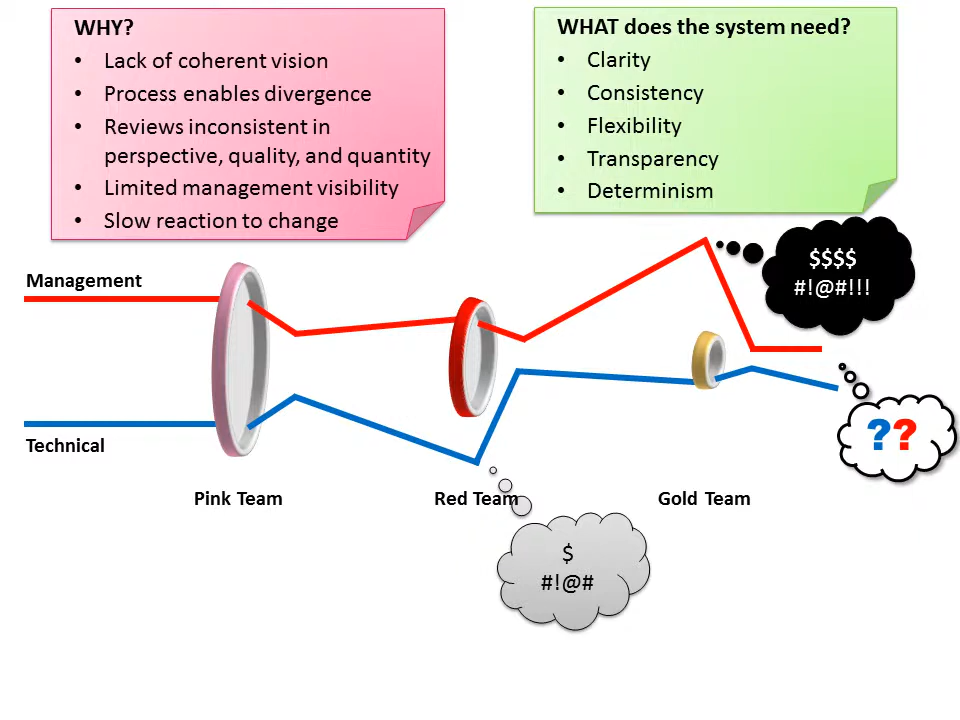 WHY?
• Lack of coherent vision
• Process enables divergence
• Reviews inconsistent in
perspective, quality, and quantity
• Limited management visibility
• Slow reaction to change
WHAT does the system need?
• Clarity
• Consistency
• Flexibility
• Transparency
• Determinism
Management
$$$$
#!@#!!!
??
Technical
Pink Team
Red Team
Gold Team
$
#!@#